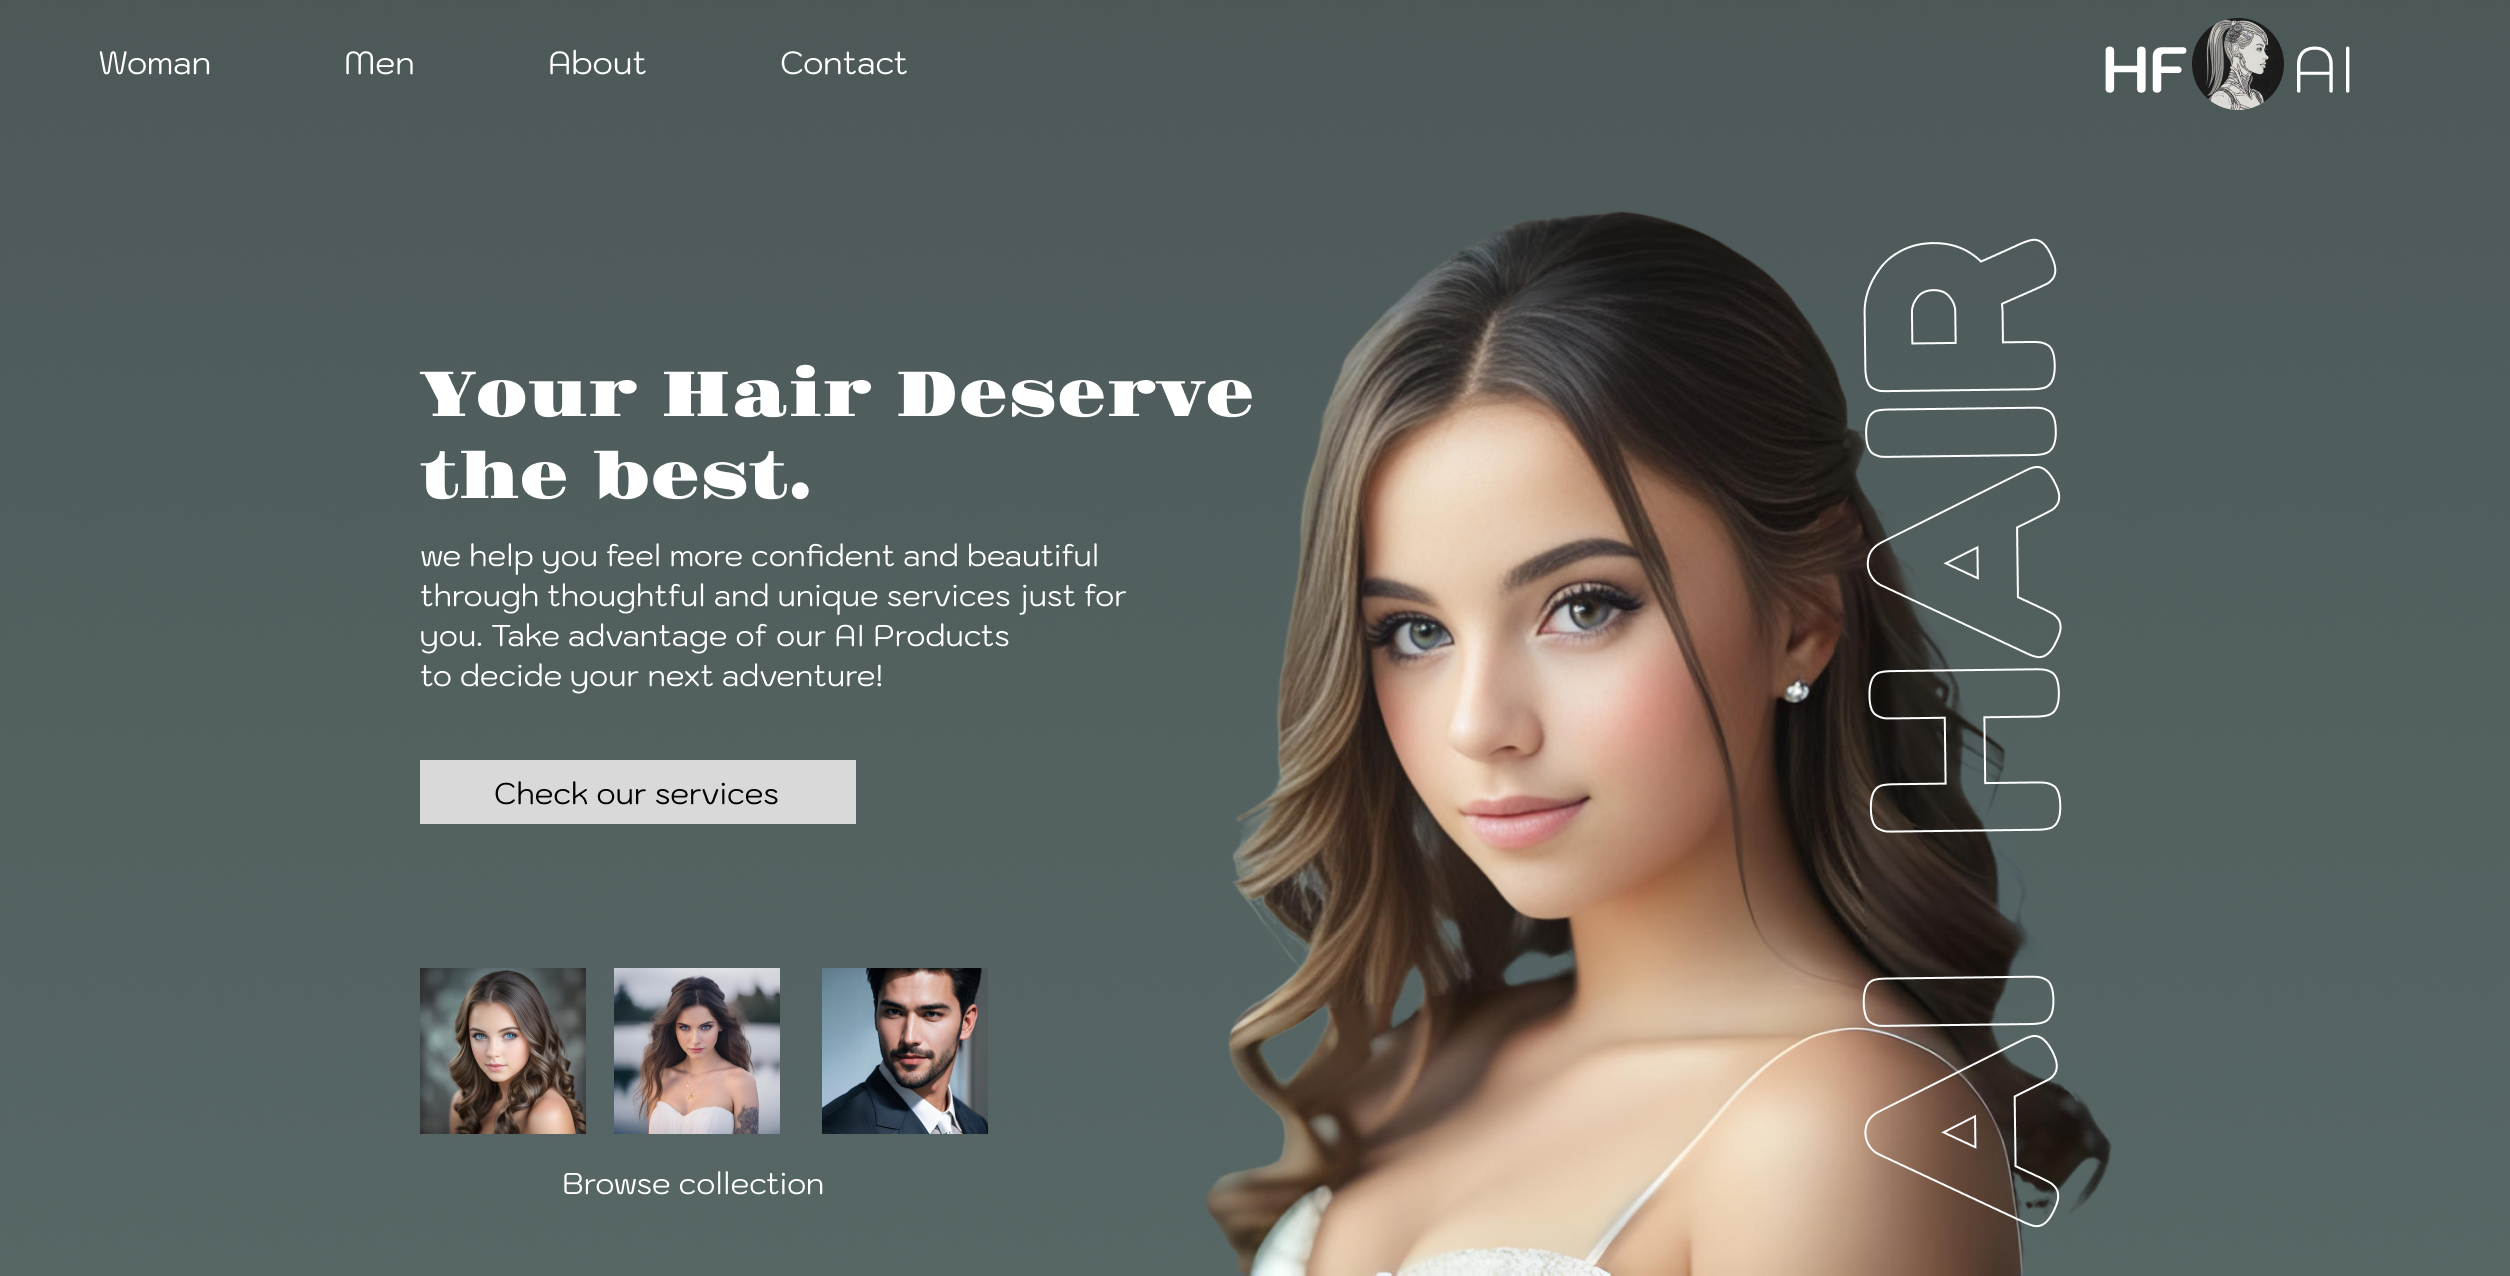 Woman
Men
About
Contact
HF AI
Your Hair Deserve
the best.
we help you feel more confident and beautiful
through thoughtful and unique services just for
you. Take advantage of our AI Products
to decide your next adventure!
Check our services
Browse collection
AI HAIR